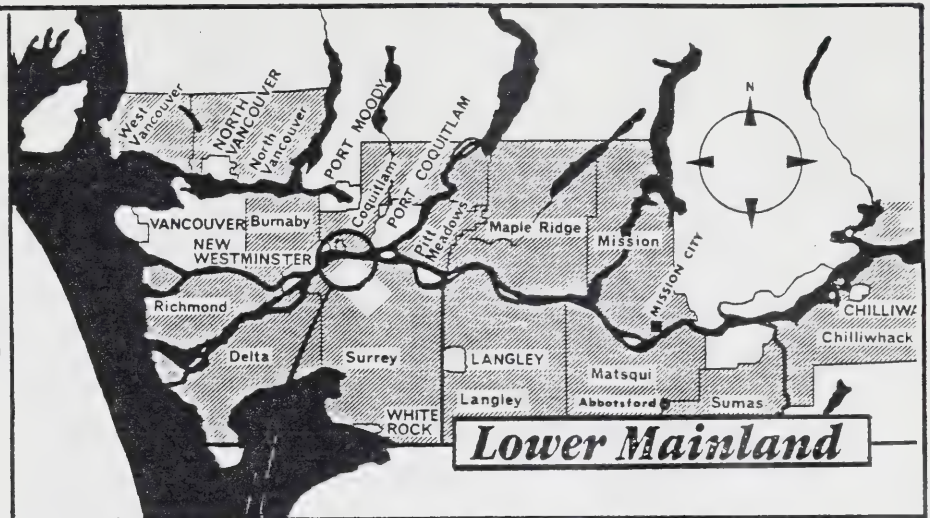 West
Vancouver
NORTH
VANCOUVER
North
Vancouver
PORT MOODY
Coquitlam
PORT COQUITLAM
Pitt
Meadows
Maple Ridge
Mission
MISSION CITY
N
VANCOUVER
Burnaby
NEW
WESTMINSTER
Richmond
Delta
Surrey
WHITE
ROCK
LANGLEY
Langley
Matsqui
Abbotsford
Sumas
CHILLIWA
Chilliwhack
Lower Mainland